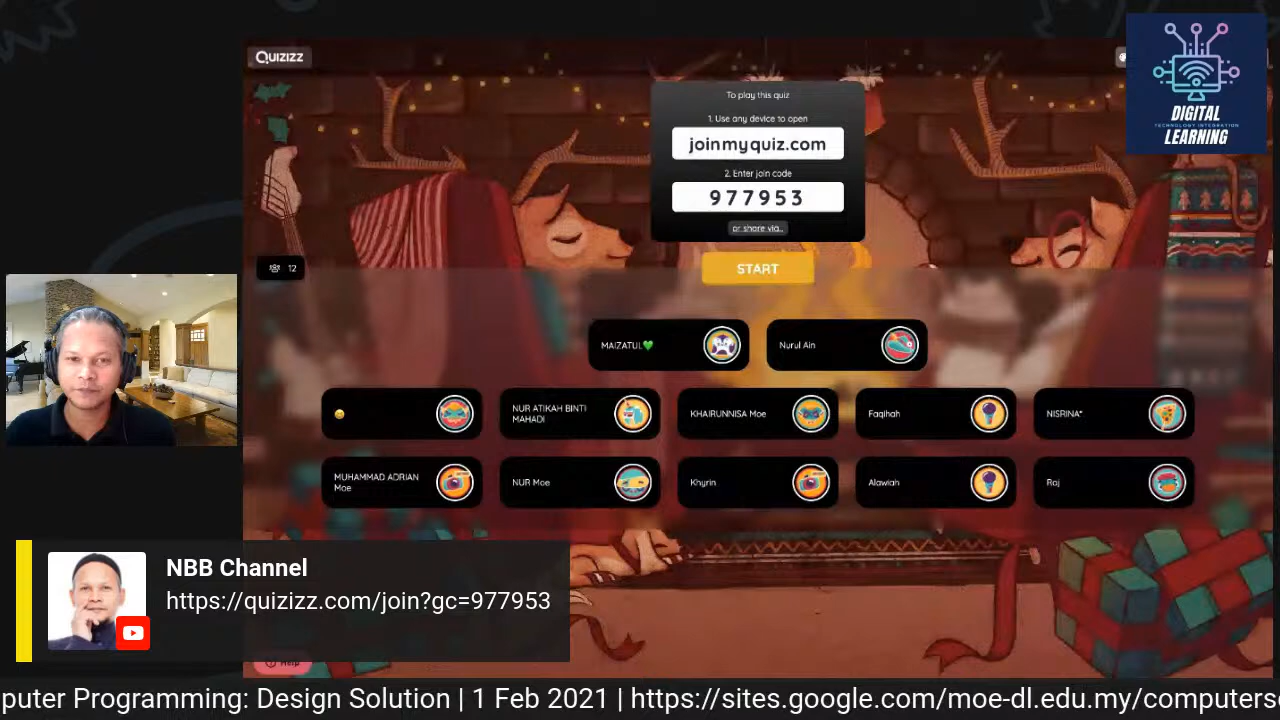 Quizizz
To play this quiz
1. Use any device to open
joinmyquiz.com
2. Enter join code
977953
or share via..
START
12
MAIZATUL💚
Nurul Ain
😀
NUR ATIKAH BINTI
MAHADI
KHAIRUNNISA Moe
Faqihah
NISRINA*
MUHAMMAD ADRIAN
Moe
NUR Moe
Khyrin
Alawiah
Raj
DIGITAL
TECHNOLOGY INTEGRATION
LEARNING
NBB Channel
https://quizizz.com/join?gc=977953
Help
puter Programming: Design Solution | 1 Feb 2021 | https://sites.google.com/moe-dl.edu.my/computers